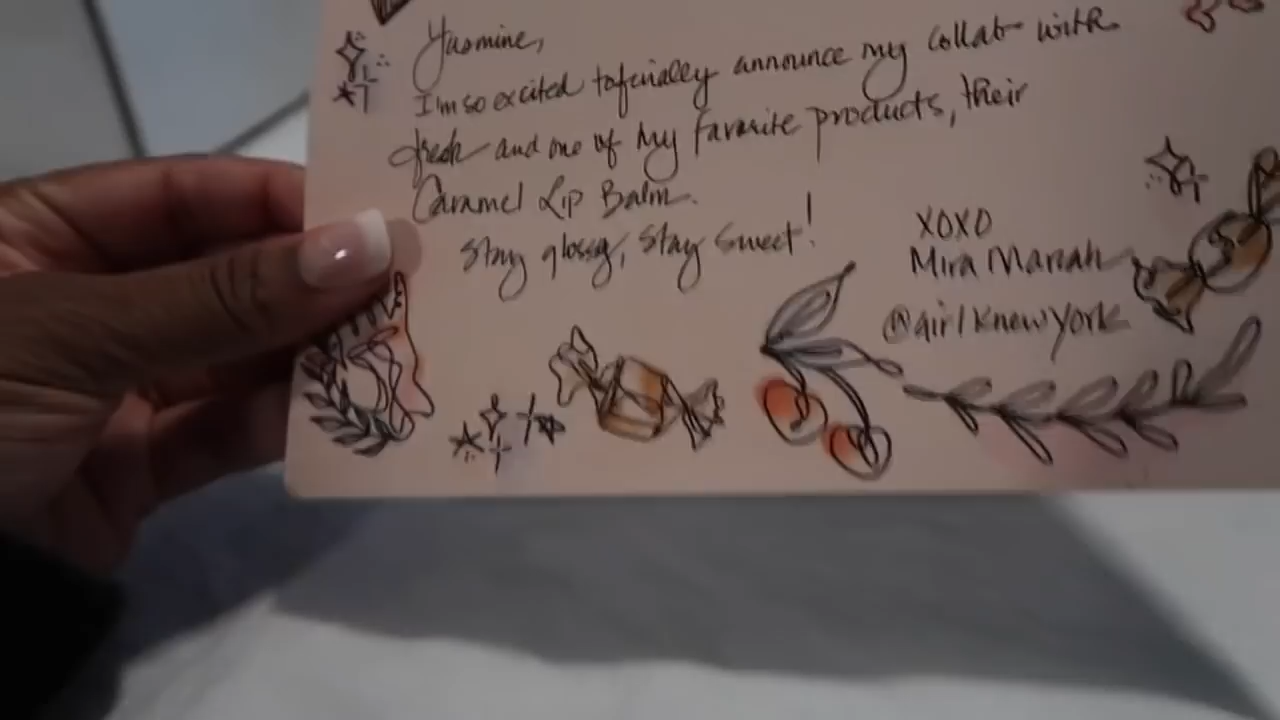 Yasmine,
I'm so excited to finally announce my collab with
fresh and one of my favorite products, their
Caramel Lip Balm.
Stay glossy, Stay Sweet!
XOXO
Mira Mariah
@girlknewyork